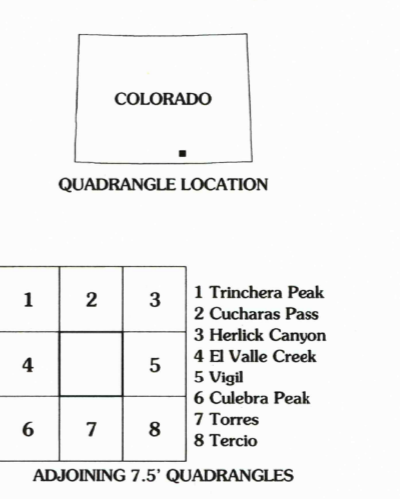 COLORADO
QUADRANGLE LOCATION
1 2 3
4 5
6 7 8
1 Trinchera Peak
2 Cucharas Pass
3 Herlick Canyon
4 El Valle Creek
5 Vigil
6 Culebra Peak
7 Torres
8 Tercio
ADJOINING 7.5' QUADRANGLES